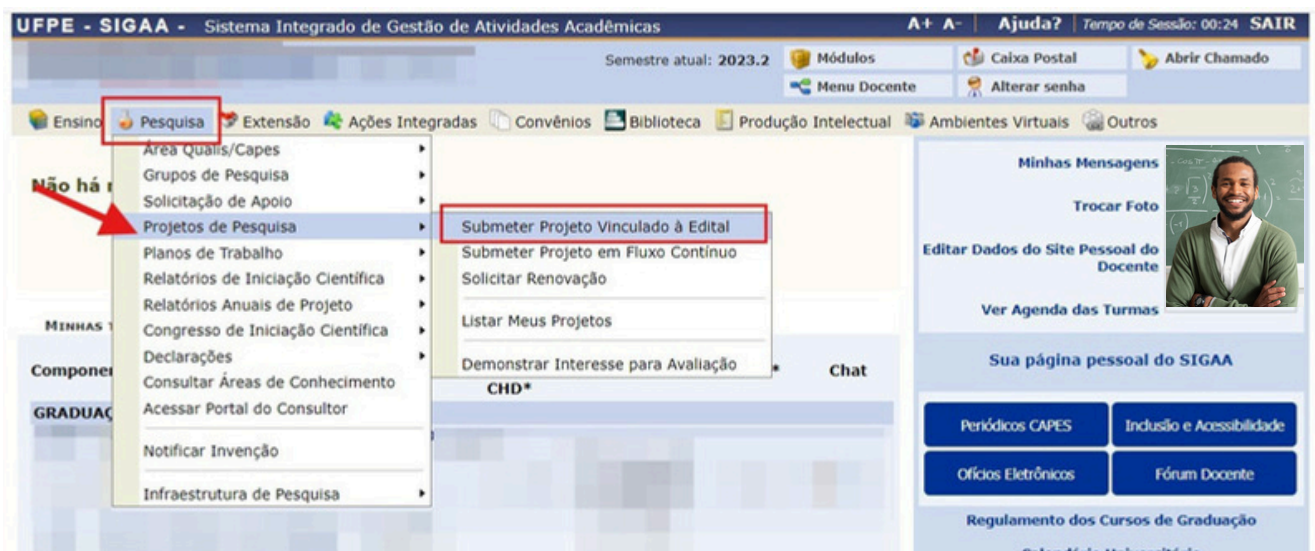 UFPE - SIGAA - Sistema Integrado de Gestão de Atividades Acadêmicas A+ A- Ajuda? Tempo de Sessão: 00:24 SAIR
Semestre atual: 2023.2 Módulos Caixa Postal Abrir Chamado
Menu Docente Alterar senha
Ensino Pesquisa Extensão Ações Integradas Convênios Biblioteca Produção Intelectual Ambientes Virtuais Outros
Não há
Área Qualis/Capes
Grupos de Pesquisa
Solicitação de Apoio
Projetos de Pesquisa
Planos de Trabalho
Relatórios de Iniciação Científica
Relatórios Anuais de Projeto
Congresso de Iniciação Científica
Declarações
Consultar Áreas de Conhecimento
Acessar Portal do Consultor
Notificar Invenção
Infraestrutura de Pesquisa
Submeter Projeto Vinculado à Edital
Submeter Projeto em Fluxo Contínuo
Solicitar Renovação
Listar Meus Projetos
Demonstrar Interesse para Avaliação
Minhas
Chat
CHD*
Minhas Mensagens
Trocar Foto
Editar Dados do Site Pessoal do
Docente
Ver Agenda das Turmas
Sua página pessoal do SIGAA
Periódicos CAPES Inclusão e Acessibilidade
Ofícios Eletrônicos Fórum Docente
Regulamento dos Cursos de Graduação